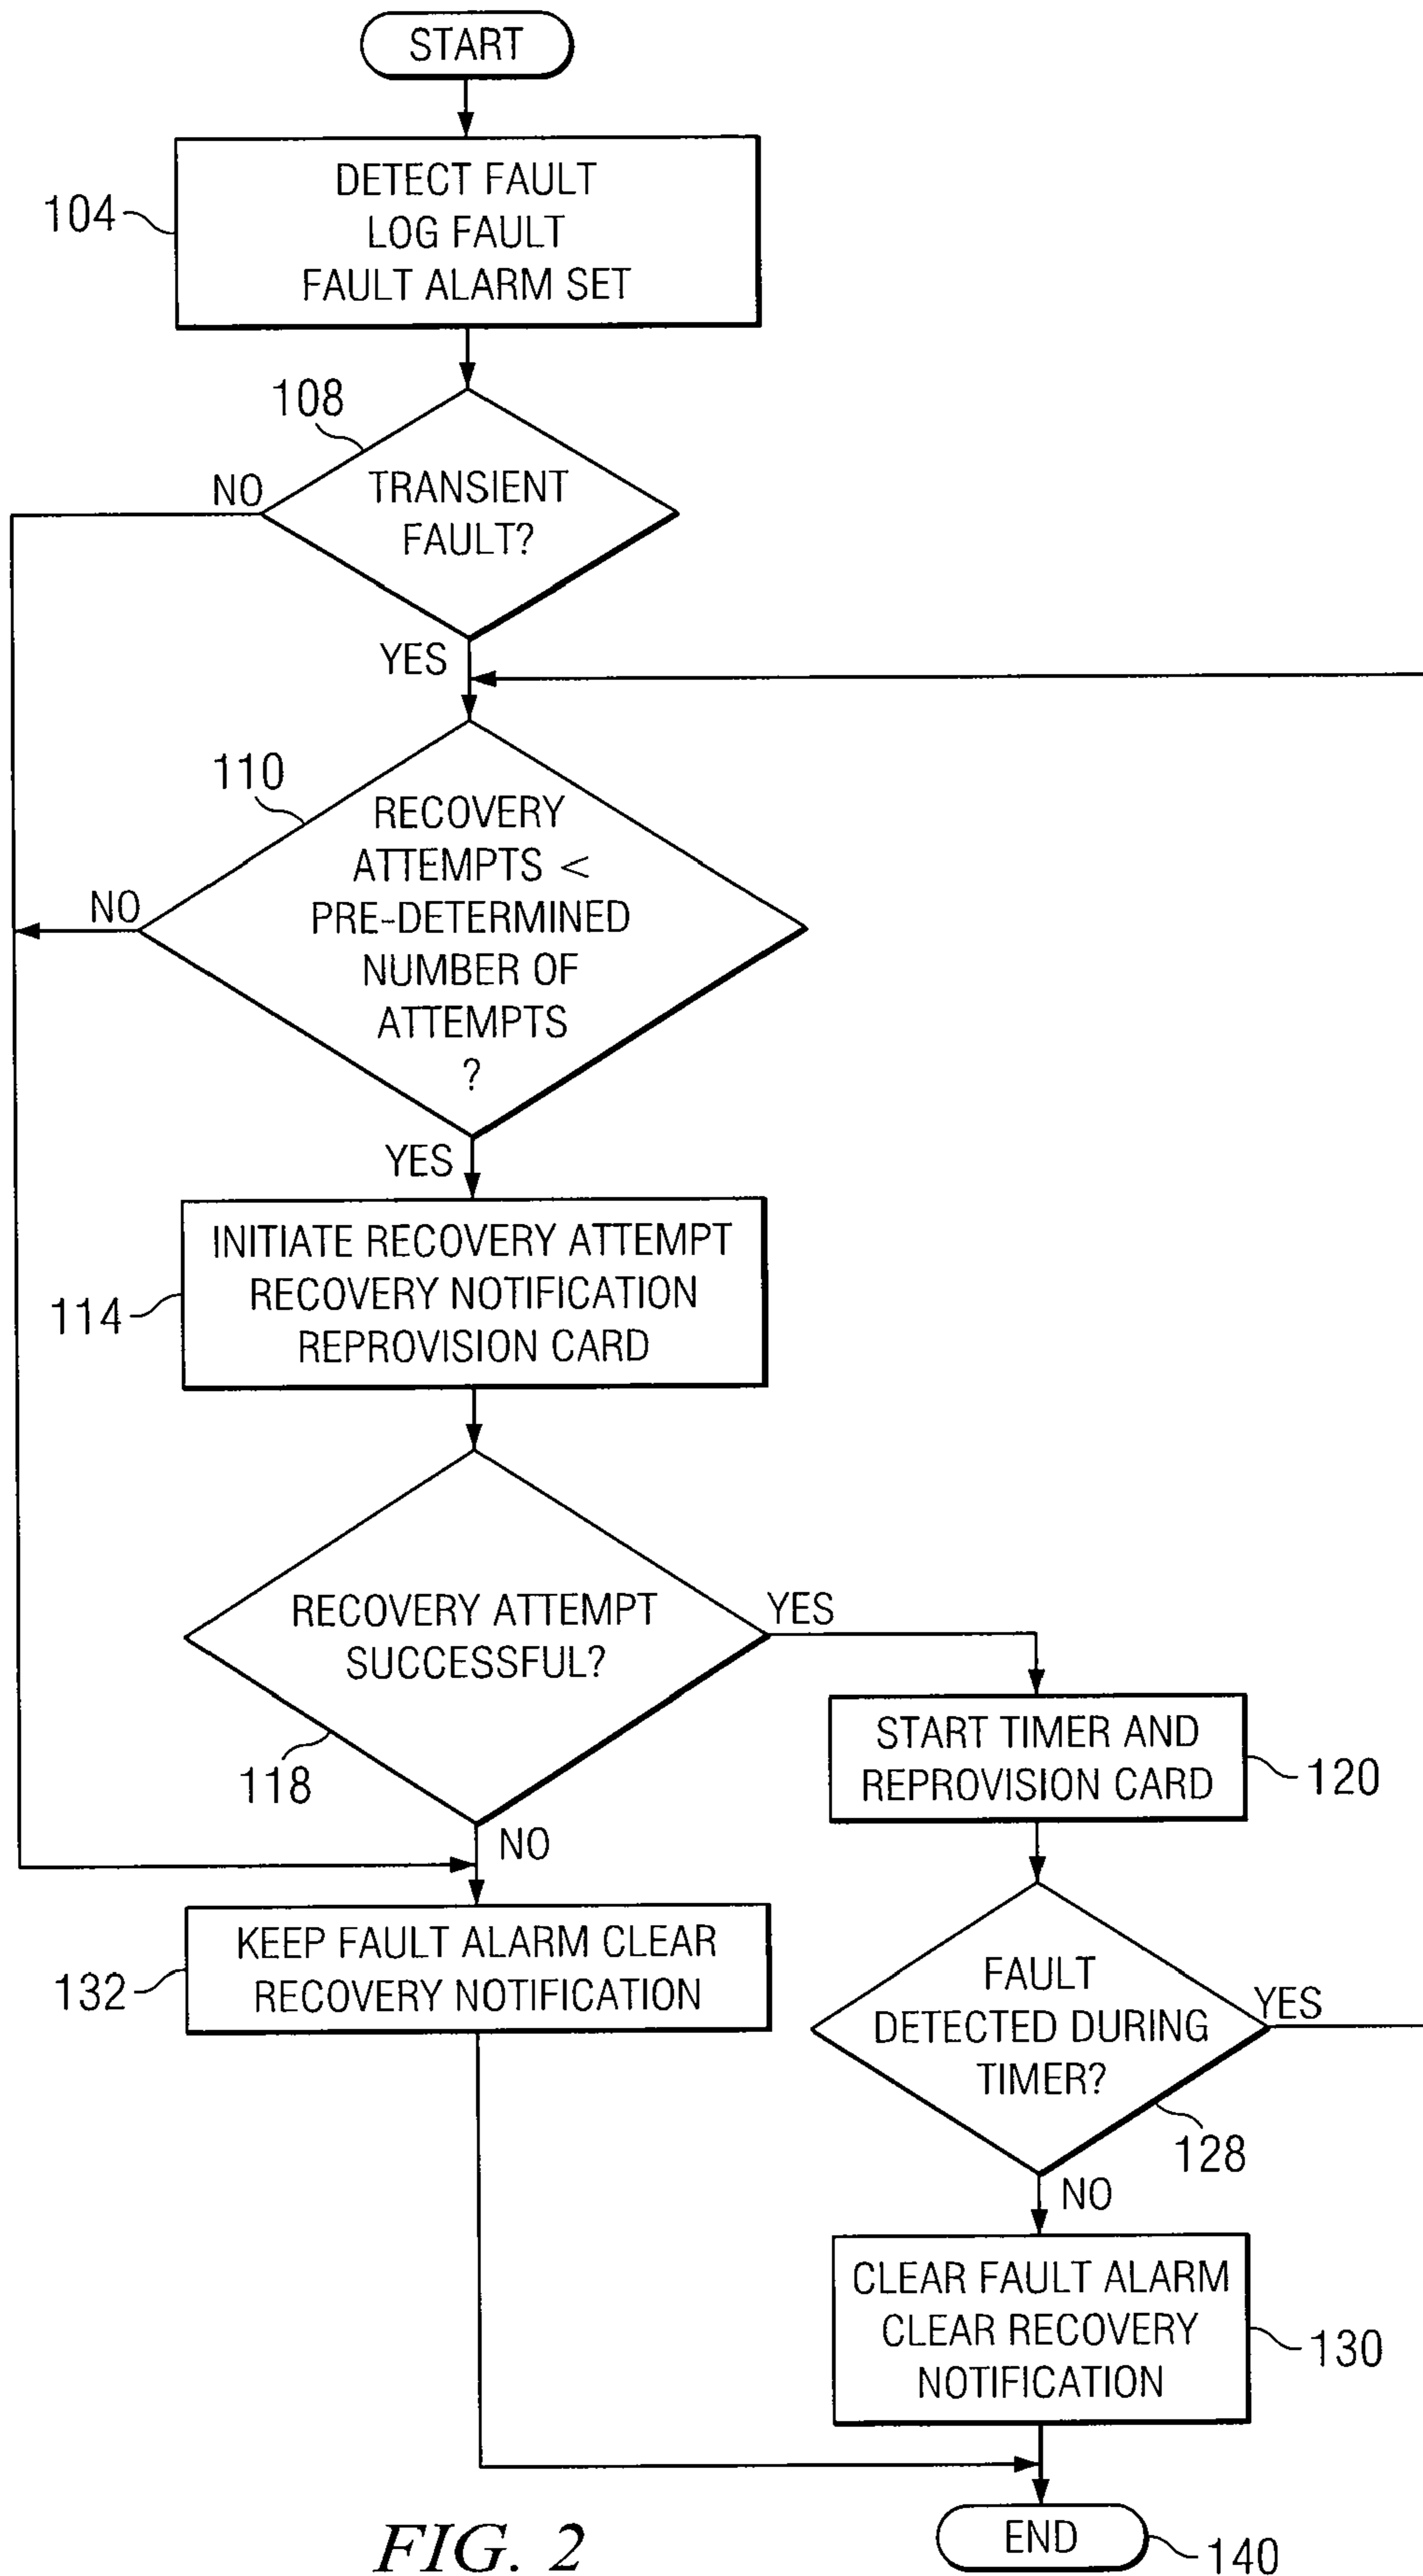 START
104
DETECT FAULT
LOG FAULT
FAULT ALARM SET
108
NO
TRANSIENT
FAULT?
YES
110
NO
RECOVERY
ATTEMPTS <
PRE-DETERMINED
NUMBER OF
ATTEMPTS
?
YES
114
INITIATE RECOVERY ATTEMPT
RECOVERY NOTIFICATION
REPROVISION CARD
RECOVERY ATTEMPT
SUCCESSFUL?
YES
118
NO
START TIMER AND
REPROVISION CARD
120
132
KEEP FAULT ALARM CLEAR
RECOVERY NOTIFICATION
FAULT
DETECTED DURING
TIMER?
YES
128
NO
CLEAR FAULT ALARM
CLEAR RECOVERY
NOTIFICATION
130
END
140
FIG. 2